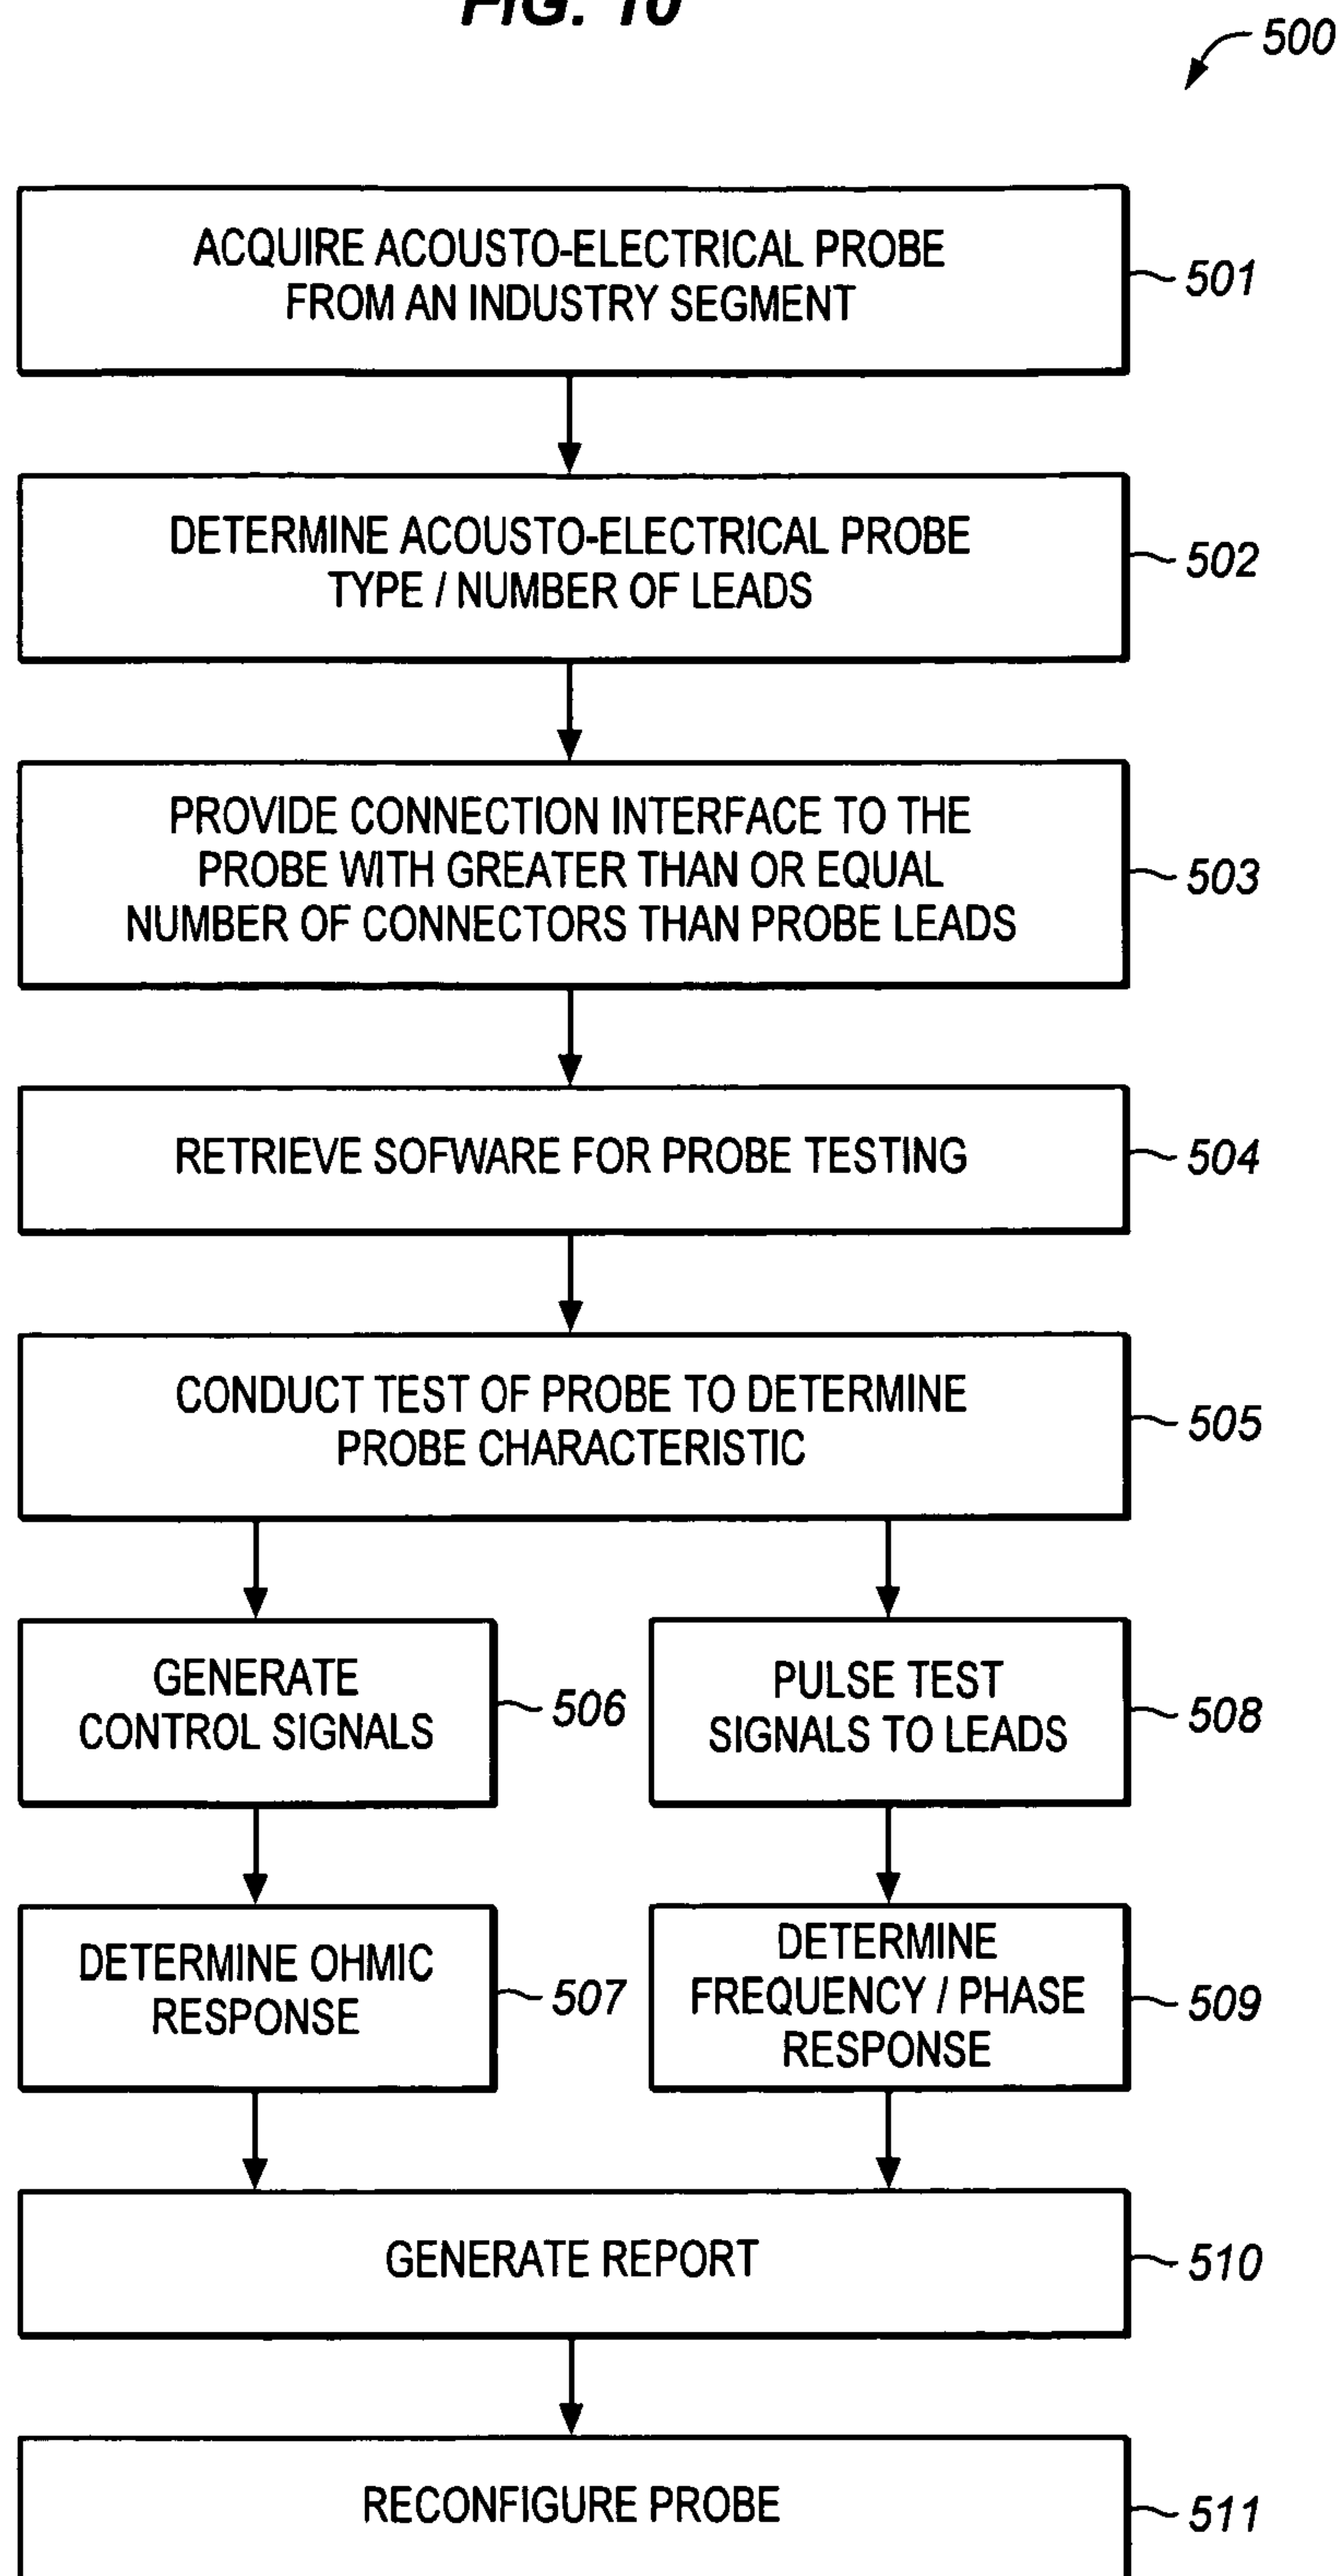 FIG. 10
500
ACQUIRE ACOUSTO-ELECTRICAL PROBE
FROM AN INDUSTRY SEGMENT
501
DETERMINE ACOUSTO-ELECTRICAL PROBE
TYPE / NUMBER OF LEADS
502
PROVIDE CONNECTION INTERFACE TO THE
PROBE WITH GREATER THAN OR EQUAL
NUMBER OF CONNECTORS THAN PROBE LEADS
503
RETRIEVE SOFWARE FOR PROBE TESTING
504
CONDUCT TEST OF PROBE TO DETERMINE
PROBE CHARACTERISTIC
505
GENERATE
CONTROL SIGNALS
506
PULSE TEST
SIGNALS TO LEADS
508
DETERMINE OHMIC
RESPONSE
507
DETERMINE
FREQUENCY / PHASE
RESPONSE
509
GENERATE REPORT
510
RECONFIGURE PROBE
511